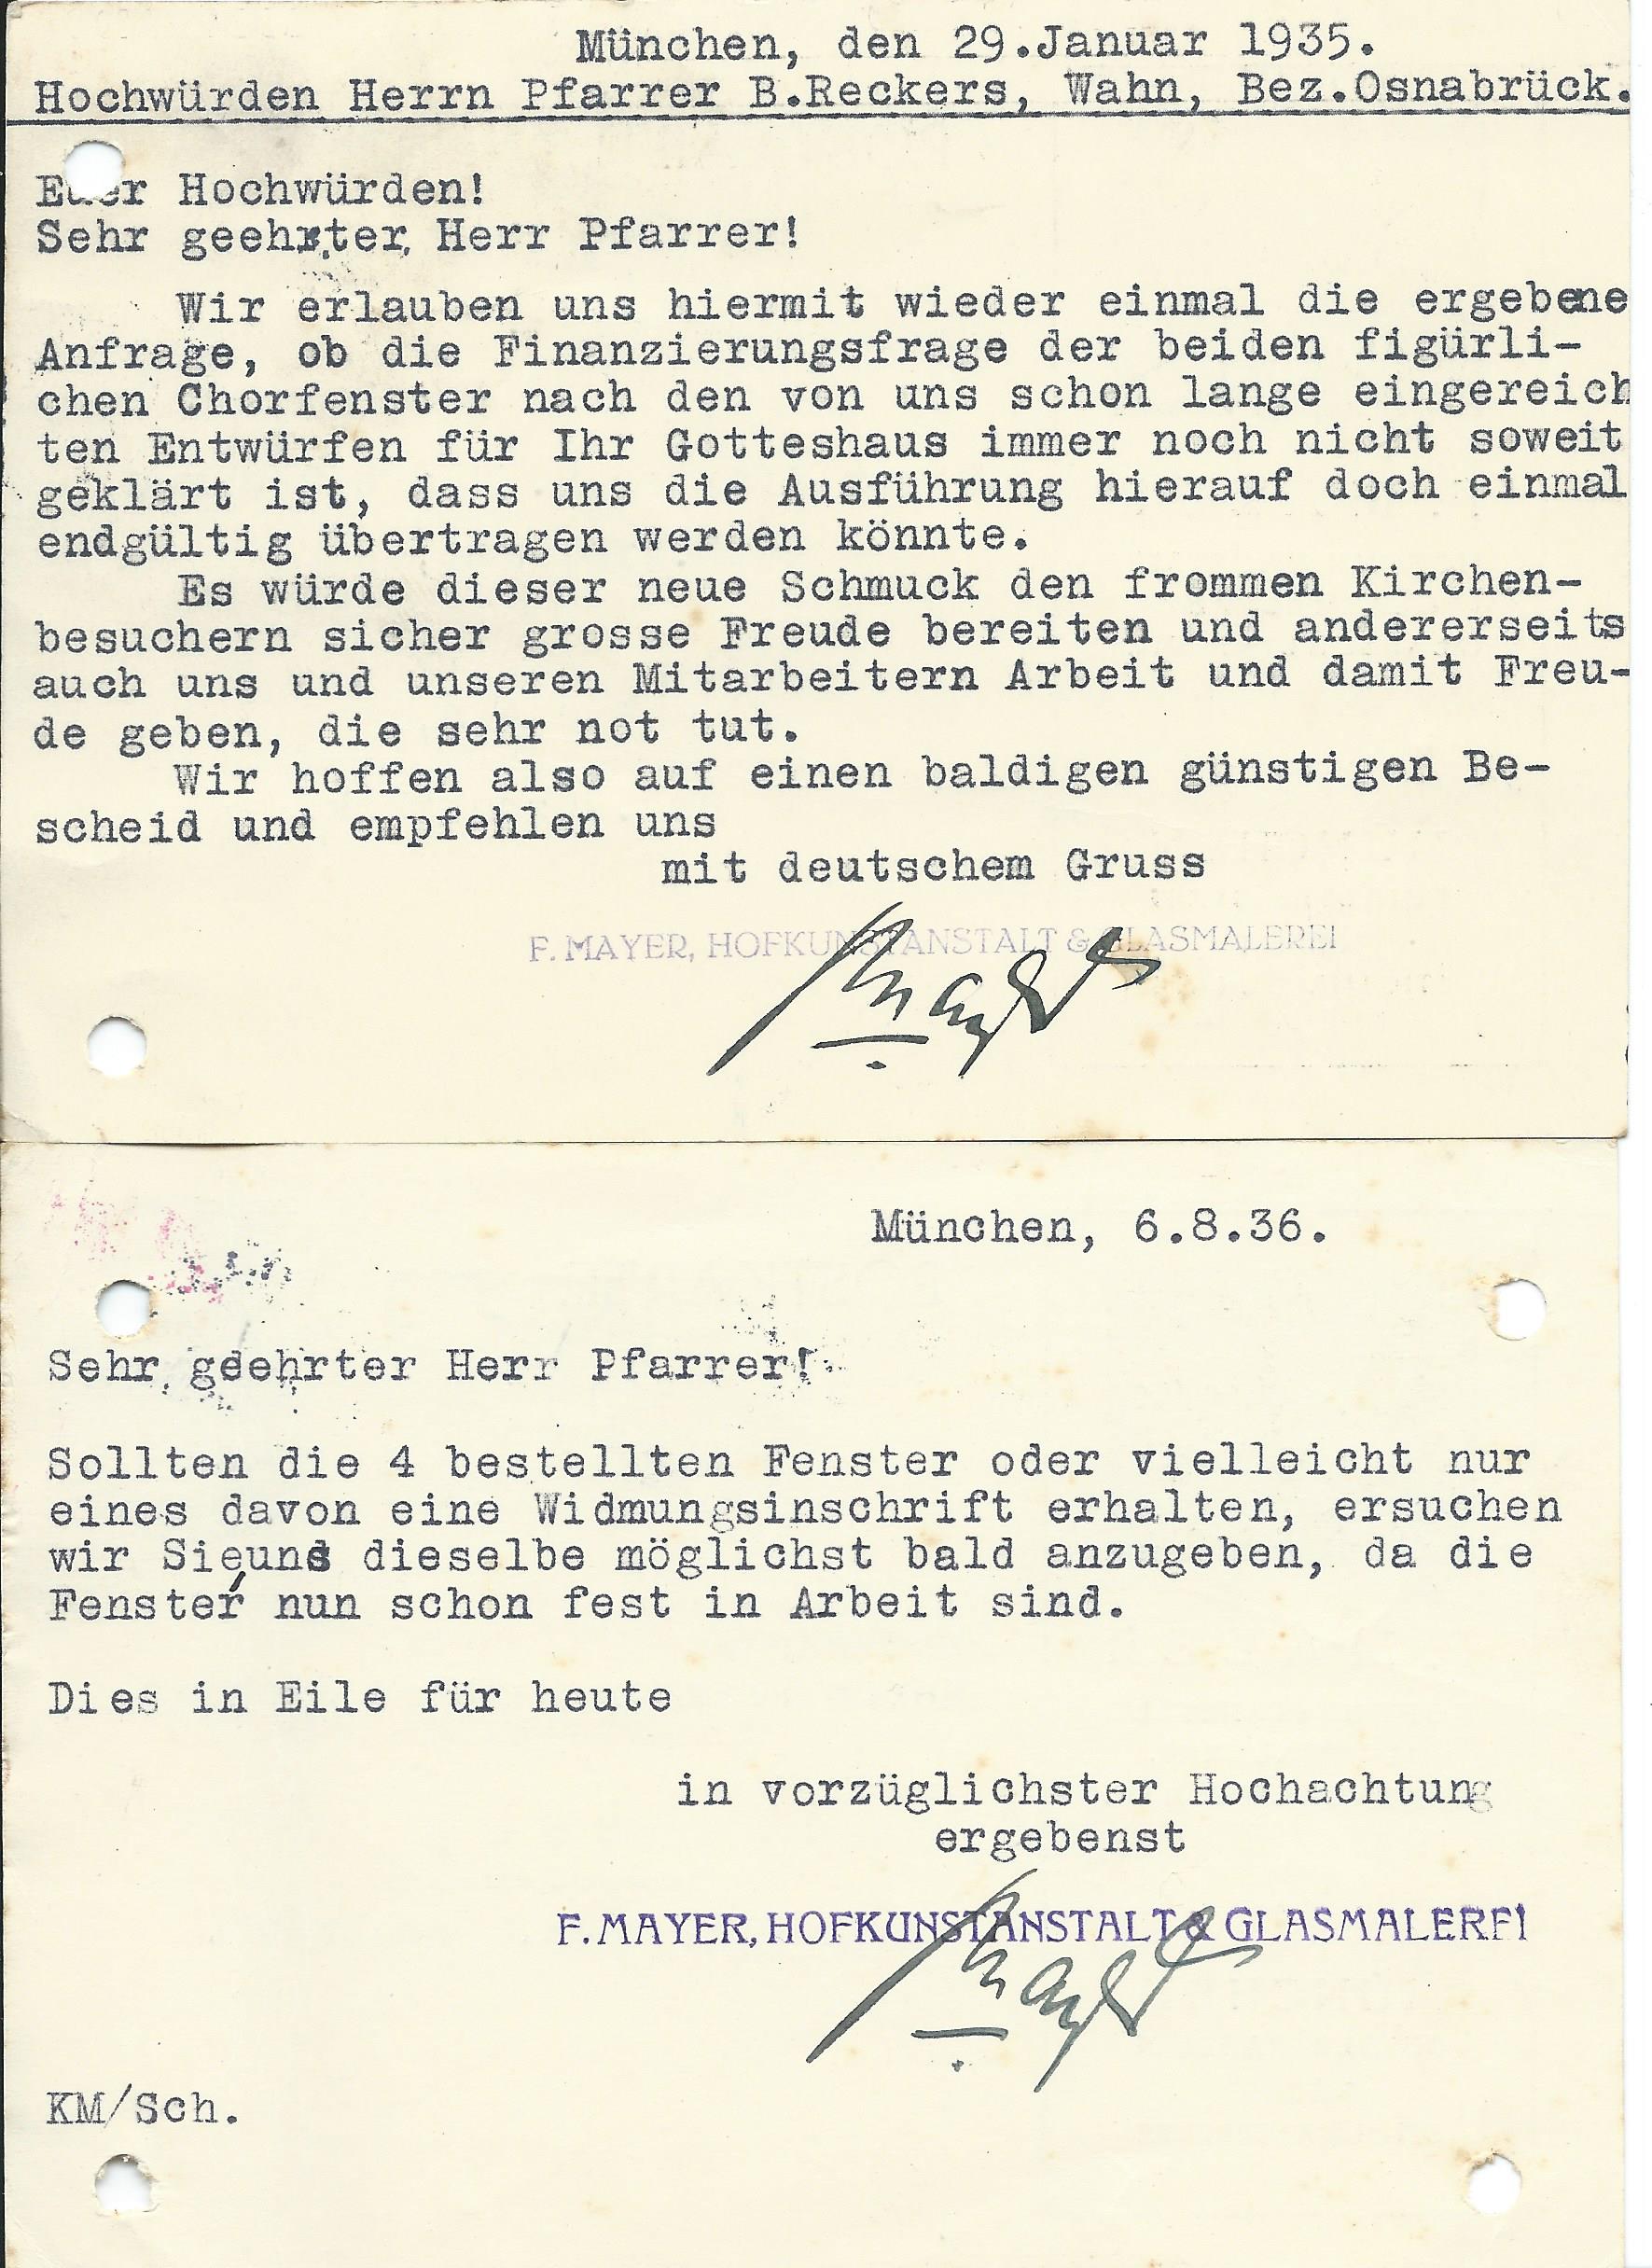 München, den 29.Januar 1935.
Hochwürden Herrn Pfarrer B.Reckers, Wahn, Bez.Osnabrück.
Euer Hochwürden!
Sehr geehrter Herr Pfarrer!
Wir erlauben uns hiermit wieder einmal die ergebene
Anfrage, ob die Finanzierungsfrage der beiden figürli-
chen Chorfenster nach den von uns schon lange eingereich
ten Entwürfen für Ihr Gotteshaus immer noch nicht soweit
geklärt ist, dass uns die Ausführung hierauf doch einmal
endgültig übertragen werden könnte.
Es würde dieser neue Schmuck den frommen Kirchen-
besuchern sicher grosse Freude bereiten und andererseits
auch uns und unseren Mitarbeitern Arbeit und damit Freu-
de geben, die sehr not tut.
Wir hoffen also auf einen baldigen günstigen Be-
scheid und empfehlen uns
mit deutschem Gruss
F. MAYER, HOFKUNSTANSTALT & GLASMALEREI
Mayer
München, 6.8.36.
Sehr geehrter Herr Pfarrer!
Sollten die 4 bestellten Fenster oder vielleicht nur
eines davon eine Widmungsinschrift erhalten, ersuchen
wir Sie,uns dieselbe möglichst bald anzugeben, da die
Fenster nun schon fest in Arbeit sind.
Dies in Eile für heute
in vorzüglichster Hochachtung
ergebenst
F. MAYER, HOFKUNSTANSTALT & GLASMALEREI
Mayer
KM/Sch.